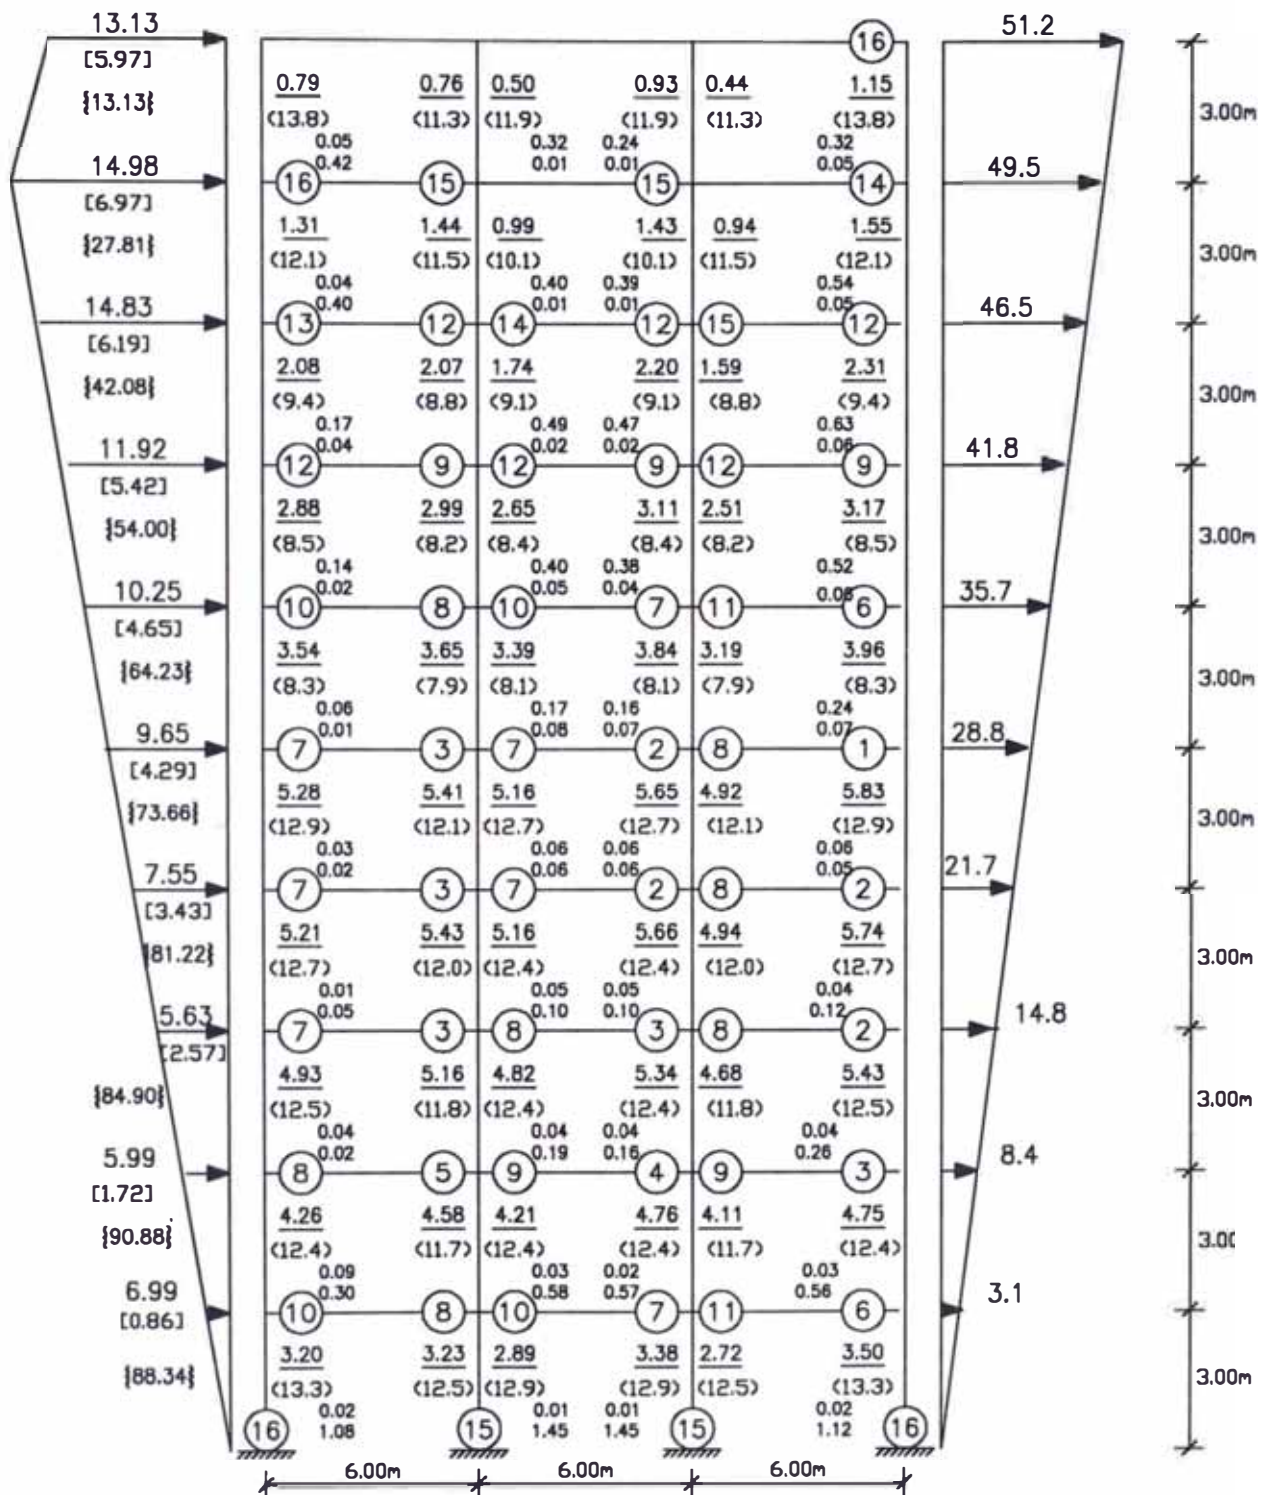 13.13 16 51.2
[5.97]
{13.13} 0.79 0.76 0.50 0.93 0.44 1.15
(13.8) (11.3) (11.9) (11.9) (11.3) (13.8) 3.00m
0.05 0.32 0.24 0.32
0.42 0.01 0.01 0.05
14.98 16 15 15 14 49.5
[6.97]
{27.81} 1.31 1.44 0.99 1.43 0.94 1.55
(12.1) (11.5) (10.1) (10.1) (11.5) (12.1) 3.00m
0.04 0.40 0.39 0.54
0.40 0.01 0.01 0.05
14.83 13 12 14 12 15 12 46.5
[6.19]
{42.08} 2.08 2.07 1.74 2.20 1.59 2.31
(9.4) (8.8) (9.1) (9.1) (8.8) (9.4) 3.00m
0.17 0.49 0.47 0.63
0.04 0.02 0.02 0.06
11.92 12 9 12 9 12 9 41.8
[5.42]
{54.00} 2.88 2.99 2.65 3.11 2.51 3.17
(8.5) (8.2) (8.4) (8.4) (8.2) (8.5) 3.00m
0.14 0.40 0.38 0.52
0.02 0.05 0.04
10.25 10 8 10 7 11 6 35.7
[4.65]
{64.23} 3.54 3.65 3.39 3.84 3.19 3.96
(8.3) (7.9) (8.1) (8.1) (7.9) (8.3) 3.00m
0.06 0.17 0.16 0.24
0.01 0.08 0.07 0.07
9.65 7 3 7 2 8 1 28.8
[4.29]
{73.66} 5.28 5.41 5.16 5.65 4.92 5.83
(12.9) (12.1) (12.7) (12.7) (12.1) (12.9) 3.00m
0.03 0.06 0.06 0.06
0.02 0.06 0.06 0.05
7.55 7 3 7 2 8 2 21.7
[3.43]
{81.22} 5.21 5.43 5.16 5.66 4.94 5.74
(12.7) (12.0) (12.4) (12.4) (12.0) (12.7) 3.00m
0.01 0.05 0.05 0.04
0.05 0.10 0.10 0.12
5.63 7 3 8 3 8 2 14.8
[2.57]
{84.90} 4.93 5.16 4.82 5.34 4.68 5.43
(12.5) (11.8) (12.4) (12.4) (11.8) (12.5) 3.00m
0.04 0.04 0.04 0.04
0.02 0.19 0.16 0.26
5.99 8 5 9 4 9 3 8.4
[1.72]
{90.88} 4.26 4.58 4.21 4.76 4.11 4.75
(12.4) (11.7) (12.4) (12.4) (11.7) (12.4) 3.00
0.09 0.03 0.02 0.03
0.30 0.58 0.57 0.56
6.99 10 8 10 7 11 6 3.1
[0.86]
{88.34} 3.20 3.23 2.89 3.38 2.72 3.50
(13.3) (12.5) (12.9) (12.9) (12.5) (13.3) 3.00m
0.02 0.01 0.01 0.02
1.08 1.45 1.45 1.12
16 15 15 16
6.00m 6.00m 6.00m